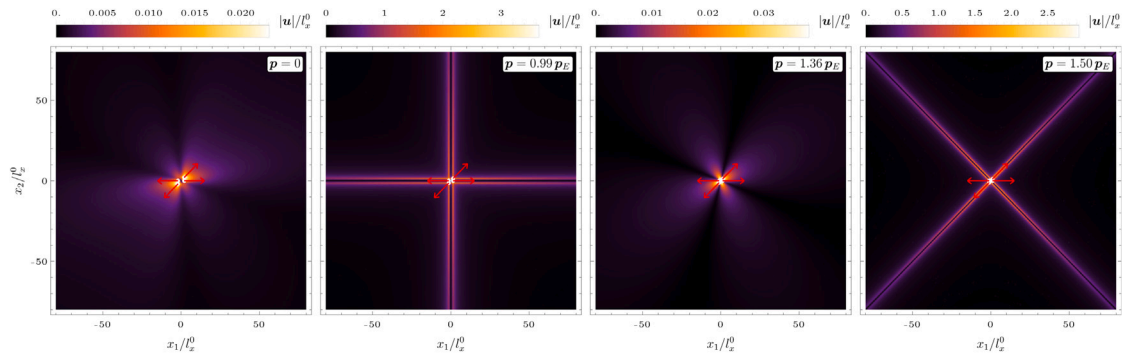 0. 0.005 0.010 0.015 0.020 |u|/l_x^0
0 1 2 3 |u|/l_x^0
0. 0.01 0.02 0.03 |u|/l_x^0
0. 0.5 1.0 1.5 2.0 2.5 |u|/l_x^0
p = 0
p = 0.99 p_E
p = 1.36 p_E
p = 1.50 p_E
50
0
-50
x_2/l_x^0
-50 0 50
-50 0 50
-50 0 50
-50 0 50
x_1/l_x^0
x_1/l_x^0
x_1/l_x^0
x_1/l_x^0